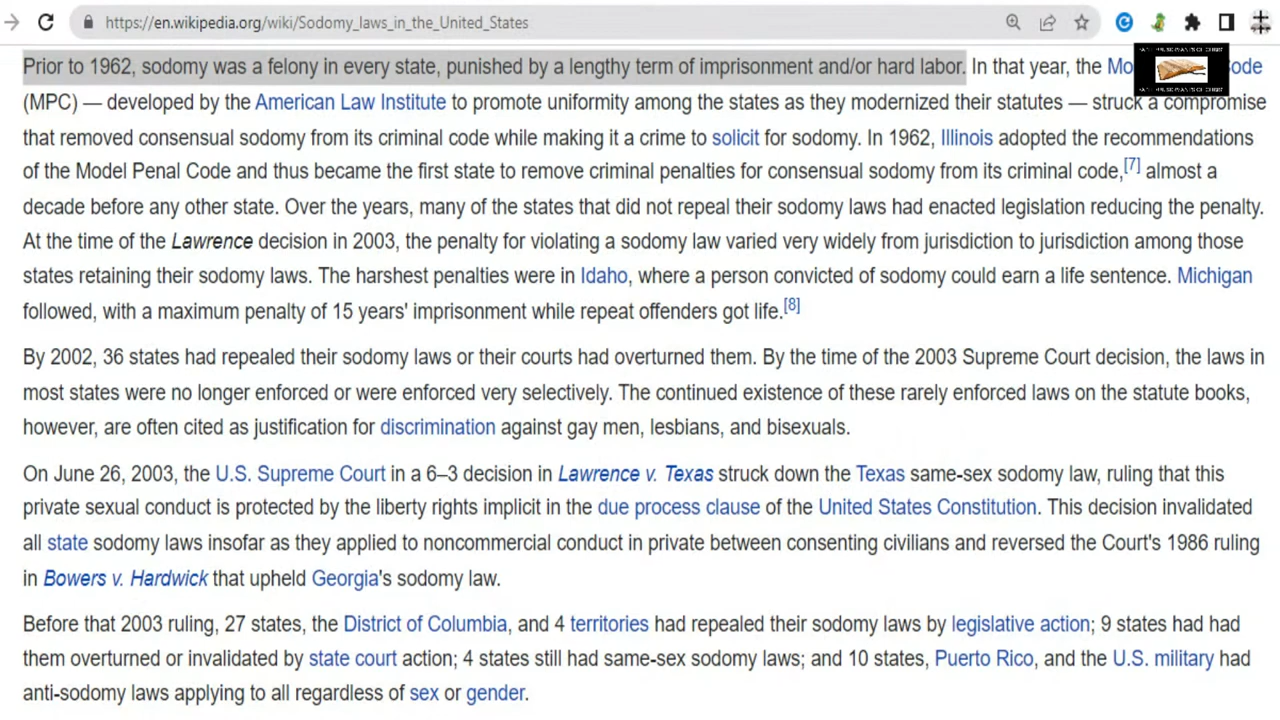 https://en.wikipedia.org/wiki/Sodomy_laws_in_the_United_States
Prior to 1962, sodomy was a felony in every state, punished by a lengthy term of imprisonment and/or hard labor. In that year, the
(MPC) — developed by the American Law Institute to promote uniformity among the states as they modernized their statutes — struck a compromise
that removed consensual sodomy from its criminal code while making it a crime to solicit for sodomy. In 1962, Illinois adopted the recommendations
of the Model Penal Code and thus became the first state to remove criminal penalties for consensual sodomy from its criminal code,[7] almost a
decade before any other state. Over the years, many of the states that did not repeal their sodomy laws had enacted legislation reducing the penalty.
At the time of the Lawrence decision in 2003, the penalty for violating a sodomy law varied very widely from jurisdiction to jurisdiction among those
states retaining their sodomy laws. The harshest penalties were in Idaho, where a person convicted of sodomy could earn a life sentence. Michigan
followed, with a maximum penalty of 15 years' imprisonment while repeat offenders got life.[8]
By 2002, 36 states had repealed their sodomy laws or their courts had overturned them. By the time of the 2003 Supreme Court decision, the laws in
most states were no longer enforced or were enforced very selectively. The continued existence of these rarely enforced laws on the statute books,
however, are often cited as justification for discrimination against gay men, lesbians, and bisexuals.
On June 26, 2003, the U.S. Supreme Court in a 6–3 decision in Lawrence v. Texas struck down the Texas same-sex sodomy law, ruling that this
private sexual conduct is protected by the liberty rights implicit in the due process clause of the United States Constitution. This decision invalidated
all state sodomy laws insofar as they applied to noncommercial conduct in private between consenting civilians and reversed the Court's 1986 ruling
in Bowers v. Hardwick that upheld Georgia's sodomy law.
Before that 2003 ruling, 27 states, the District of Columbia, and 4 territories had repealed their sodomy laws by legislative action; 9 states had had
them overturned or invalidated by state court action; 4 states still had same-sex sodomy laws; and 10 states, Puerto Rico, and the U.S. military had
anti-sodomy laws applying to all regardless of sex or gender.